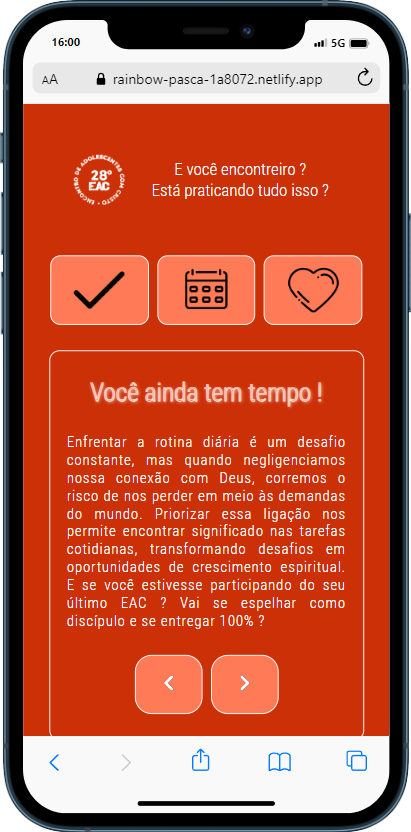 16:00
5G
AA
rainbow-pasca-1a8072.netlify.app
ENCONTRO DE ADOLESCENTES COM CRISTO
28º
EAC
E você encontreiro ?
Está praticando tudo isso ?
Você ainda tem tempo !
Enfrentar a rotina diária é um desafio
constante, mas quando negligenciamos
nossa conexão com Deus, corremos o
risco de nos perder em meio às demandas
do mundo. Priorizar essa ligação nos
permite encontrar significado nas tarefas
cotidianas, transformando desafios em
oportunidades de crescimento espiritual.
E se você estivesse participando do seu
último EAC ? Vai se espelhar como
discípulo e se entregar 100% ?